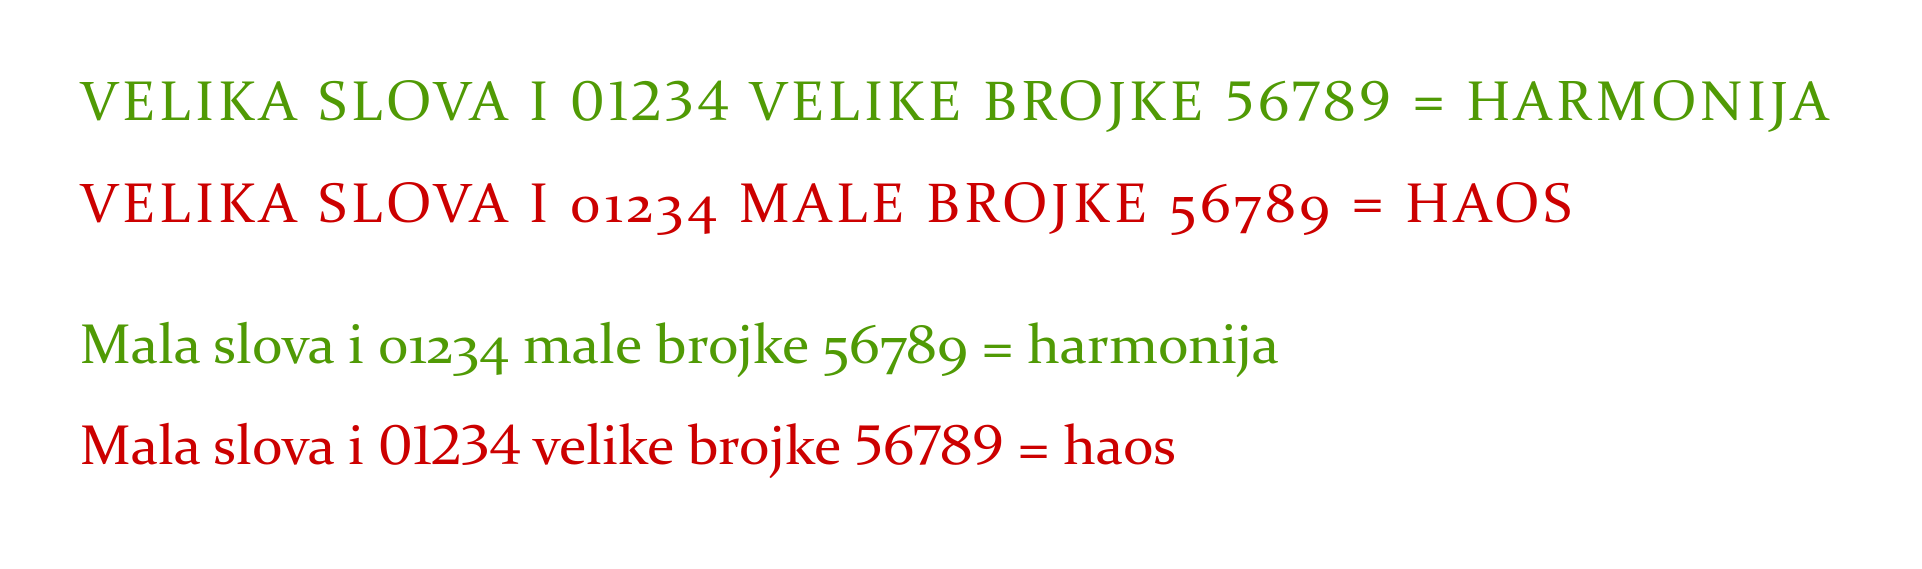 VELIKA SLOVA I 01234 VELIKE BROJKE 56789 = HARMONIJA
VELIKA SLOVA I 01234 MALE BROJKE 56789 = HAOS
Mala slova i 01234 male brojke 56789 = harmonija
Mala slova i 01234 velike brojke 56789 = haos